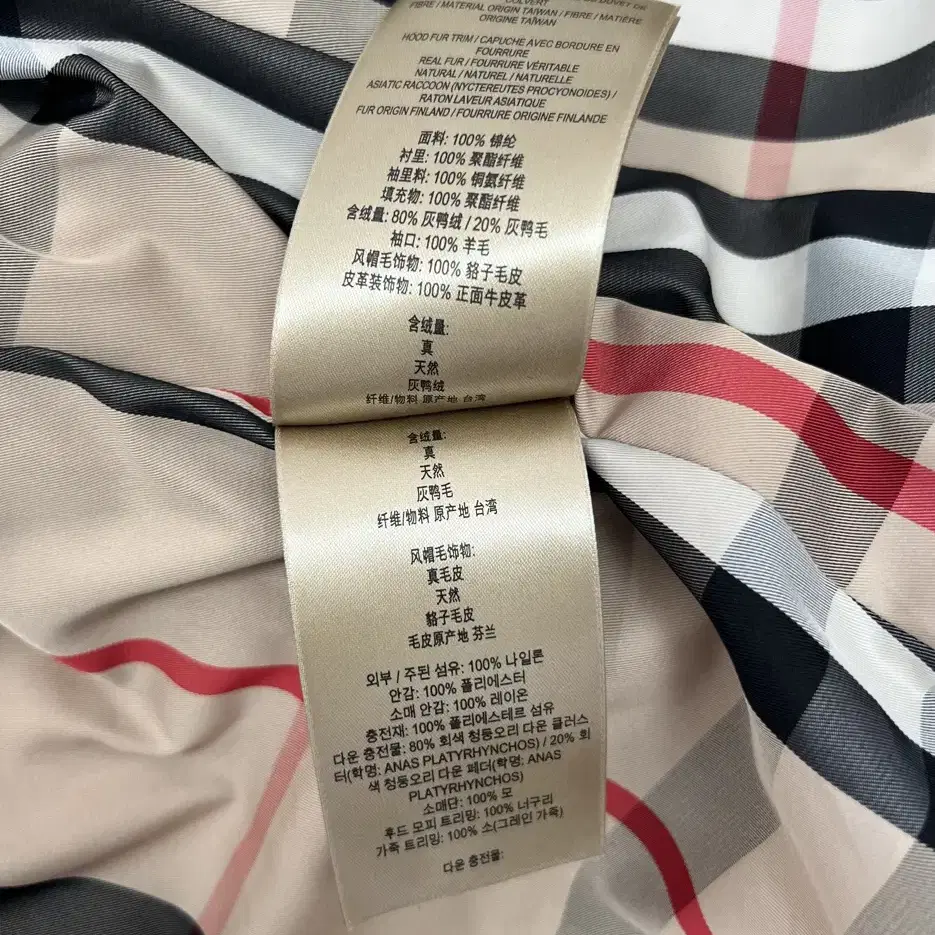 FIBRE / MATERIAL ORIGIN TAIWAN / FIBRE / MATIÈRE
ORIGINE TAÏWAN
HOOD FUR TRIM / CAPUCHE AVEC BORDURE EN
FOURRURE
REAL FUR / FOURRURE VÉRITABLE
NATURAL / NATUREL / NATURELLE
ASIATIC RACCOON (NYCTEREUTES PROCYONOIDES) /
RATON LAVEUR ASIATIQUE
FUR ORIGIN FINLAND / FOURRURE ORIGINE FINLANDE
面料: 100% 锦纶
衬里: 100% 聚酯纤维
袖里料: 100% 铜氨纤维
填充物: 100% 聚酯纤维
含绒量: 80% 灰鸭绒 / 20% 灰鸭毛
袖口: 100% 羊毛
风帽毛饰物: 100% 貉子毛皮
皮革装饰物: 100% 正面牛皮革
含绒量:
真
天然
灰鸭绒
纤维/物料 原产地 台湾
含绒量:
真
天然
灰鸭毛
纤维/物料 原产地 台湾
风帽毛饰物:
真毛皮
天然
貉子毛皮
毛皮原产地 芬兰
외부 / 주된 섬유: 100% 나일론
안감: 100% 폴리에스터
소매 안감: 100% 레이온
충전재: 100% 폴리에스테르 섬유
다운 충전물: 80% 회색 청둥오리 다운 클러스
터(학명: ANAS PLATYRHYNCHOS) / 20% 회
색 청둥오리 다운 페더(학명: ANAS
PLATYRHYNCHOS)
소매단: 100% 모
후드 모피 트리밍: 100% 너구리
가죽 트리밍: 100% 소(그레인 가죽)
다운 충전물: